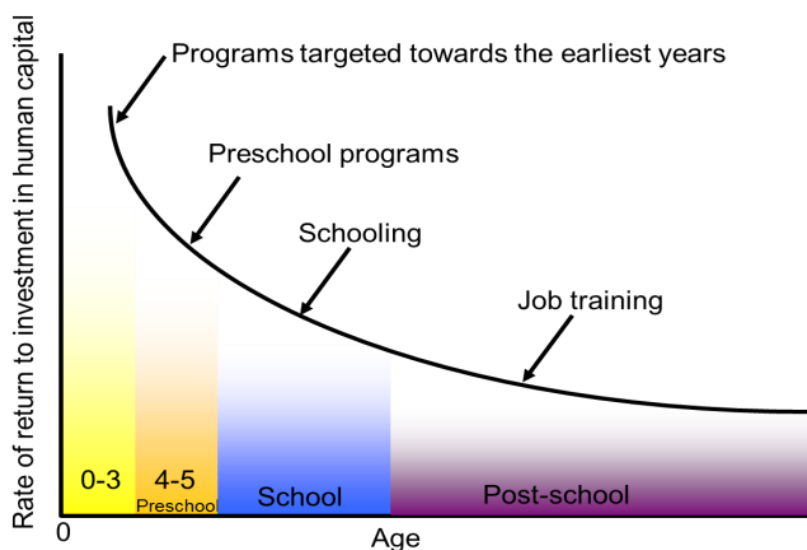 Programs targeted towards the earliest years
Preschool programs
Schooling
Job training
Rate of return to investment in human capital
0-3
4-5
Preschool
School
Post-school
0
Age